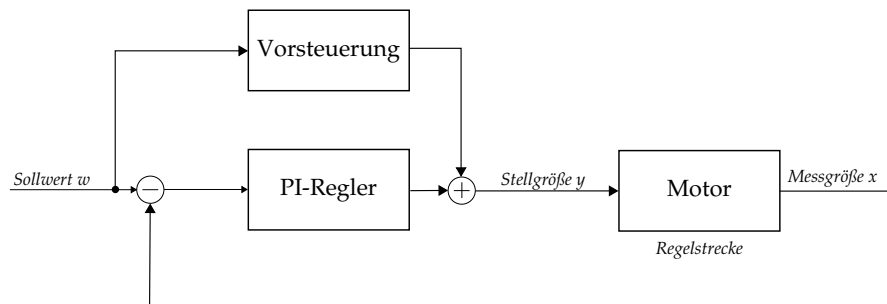 Vorsteuerung
Sollwert w
−
PI-Regler
+
Stellgröße y
Motor
Messgröße x
Regelstrecke